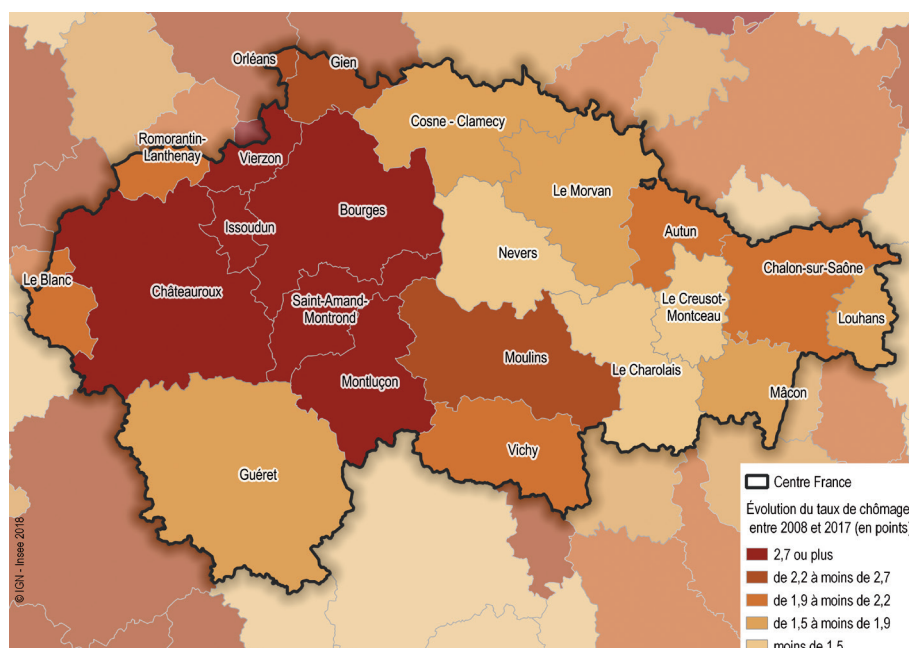 Orléans
Gien
Cosne - Clamecy
Romorantin-
Lanthenay
Vierzon
Le Morvan
Bourges
Issoudun
Autun
Nevers
Chalon-sur-Saône
Le Blanc
Châteauroux
Saint-Amand-
Montrond
Le Creusot-
Montceau
Louhans
Moulins
Le Charolais
Montluçon
Mâcon
Vichy
Guéret
© IGN - Insee 2018
Centre France
Évolution du taux de chômage
entre 2008 et 2017 (en points)
2,7 ou plus
de 2,2 à moins de 2,7
de 1,9 à moins de 2,2
de 1,5 à moins de 1,9
moins de 1,5